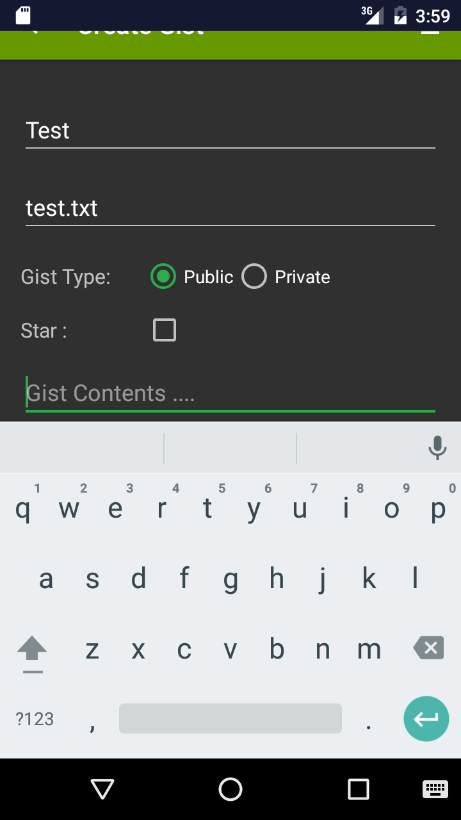 3G 3:59
Create Gist
Test
test.txt
Gist Type: Public Private
Star :
Gist Contents ....
1 2 3 4 5 6 7 8 9 0
q w e r t y u i o p
a s d f g h j k l
z x c v b n m
?123 , .